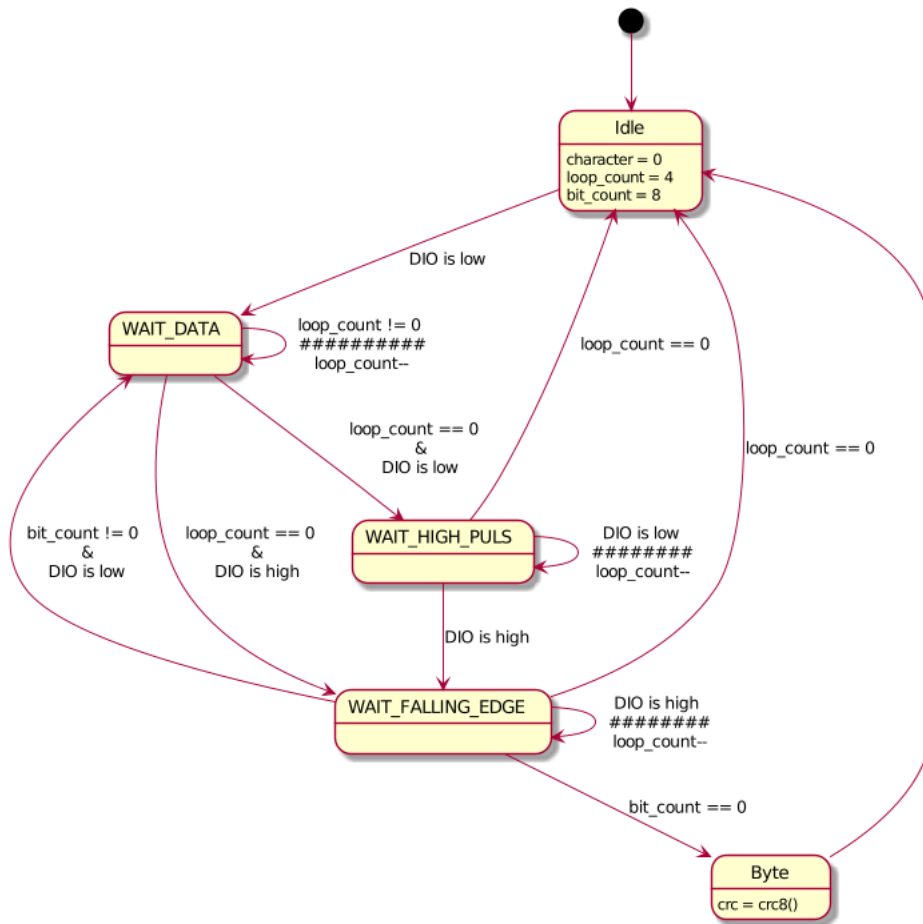 Idle
character = 0
loop_count = 4
bit_count = 8
DIO is low
WAIT_DATA
loop_count != 0
##########
loop_count--
loop_count == 0
loop_count == 0
&
DIO is low
loop_count == 0
bit_count != 0
&
DIO is low
loop_count == 0
&
DIO is high
WAIT_HIGH_PULS
DIO is low
########
loop_count--
DIO is high
WAIT_FALLING_EDGE
DIO is high
########
loop_count--
bit_count == 0
Byte
crc = crc8()